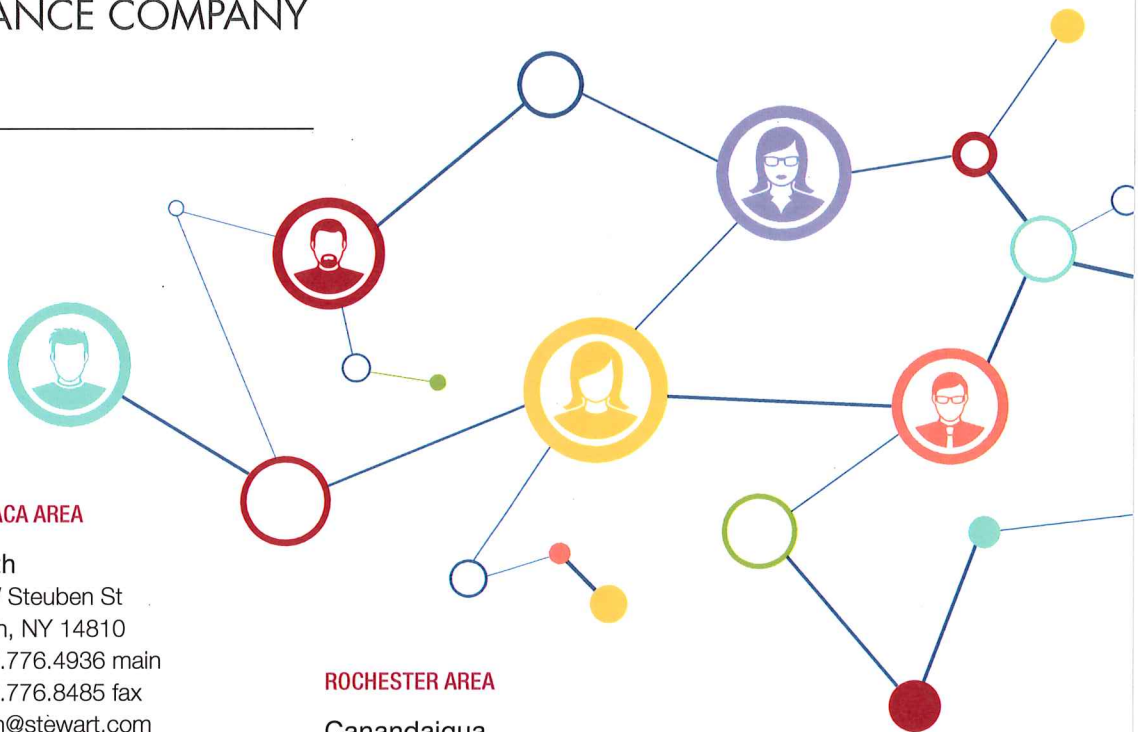 ANCE COMPANY
ACA AREA
th
Steuben St
n, NY 14810
.776.4936 main
.776.8485 fax
n@stewart.com
ROCHESTER AREA
Canandaigua